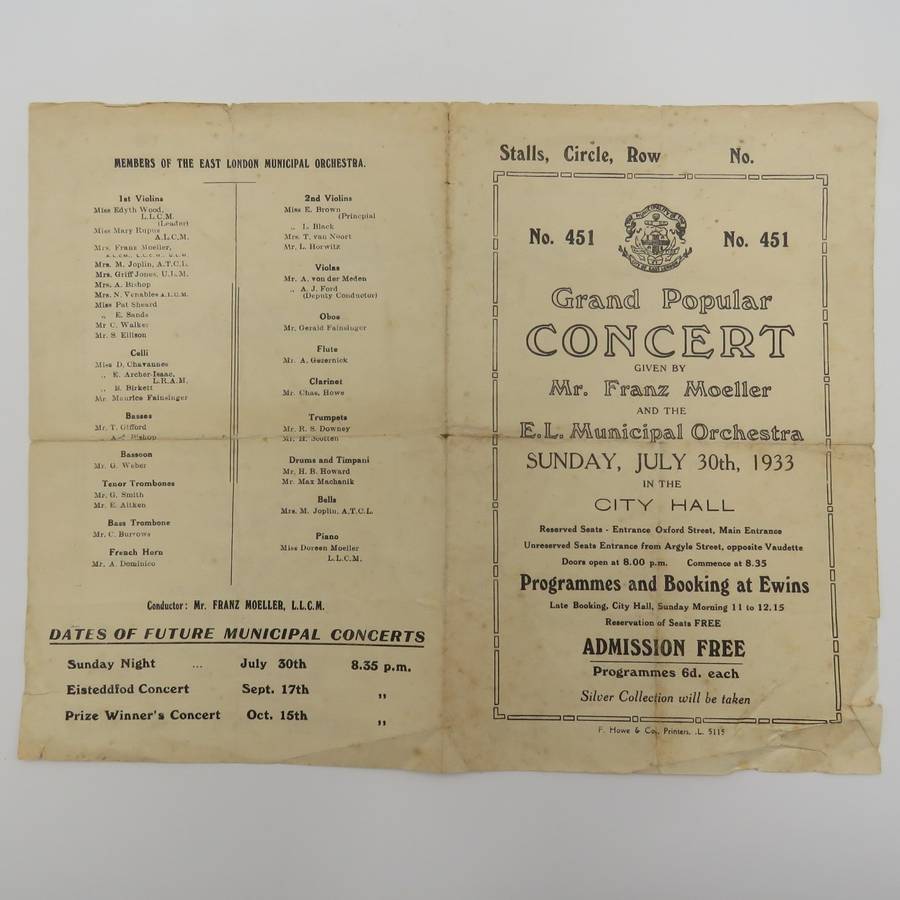 MEMBERS OF THE EAST LONDON MUNICIPAL ORCHESTRA.
1st Violins
Miss Edyth Wood,
L.L.C.M.
(Leader)
Miss Mary Rupus
A.L.C.M.
Mrs. Franz Moeller,
A.L.C.M., L.L.C.M., U.L.M.
Mrs. M. Joplin, A.T.C.L.
Mrs. Griff Jones, U.L.M.
Mrs. A. Bishop
Mrs. N. Venables A.L.C.M.
Miss Pat Sheard
„ E. Sands
Mr C. Walker
Mr. S. Ellison
Celli
Miss D. Chavannes
„ E. Archer-Isaac,
L.R.A.M.
„ B. Birkett
Mr. Maurice Fainsinger
Basses
Mr. T. Gifford
Bishop
Bassoon
Mr. G. Weber
Tenor Trombones
Mr. G. Smith
Mr. E. Aitken
Bass Trombone
Mr. C. Burrows
French Horn
Mr. A. Dominico
2nd Violins
Miss E. Brown
(Princpial
„ L. Black
Mrs. T. van Noort
Mr. L. Horwitz
Violas
Mr. A. von der Meden
„ A. J. Ford
(Deputy Conductor)
Oboe
Mr. Gerald Fainsinger
Flute
Mr. A. Gezernick
Clarinet
Mr. Chas. Howe
Trumpets
Mr. R. S. Downey
Mr. H. Scotten
Drums and Timpani
Mr. H. B. Howard
Mr. Max Machanik
Bells
Mrs. M. Joplin, A.T.C.L.
Piano
Miss Doreen Moeller
L.L.C.M.
Conductor: Mr. FRANZ MOELLER, L.L.C.M.
DATES OF FUTURE MUNICIPAL CONCERTS
Sunday Night ... July 30th 8.35 p.m.
Eisteddfod Concert Sept. 17th „
Prize Winner's Concert Oct. 15th „
Stalls, Circle, Row No.
No. 451 No. 451
Grand Popular
CONCERT
GIVEN BY
Mr. Franz Moeller
AND THE
E.L. Municipal Orchestra
SUNDAY, JULY 30th, 1933
IN THE
CITY HALL
Reserved Seats - Entrance Oxford Street, Main Entrance
Unreserved Seats Entrance from Argyle Street, opposite Vaudette
Doors open at 8.00 p.m. Commence at 8.35
Programmes and Booking at Ewins
Late Booking, City Hall, Sunday Morning 11 to 12.15
Reservation of Seats FREE
ADMISSION FREE
Programmes 6d. each
Silver Collection will be taken
F. Howe & Co., Printers, .L. 5115